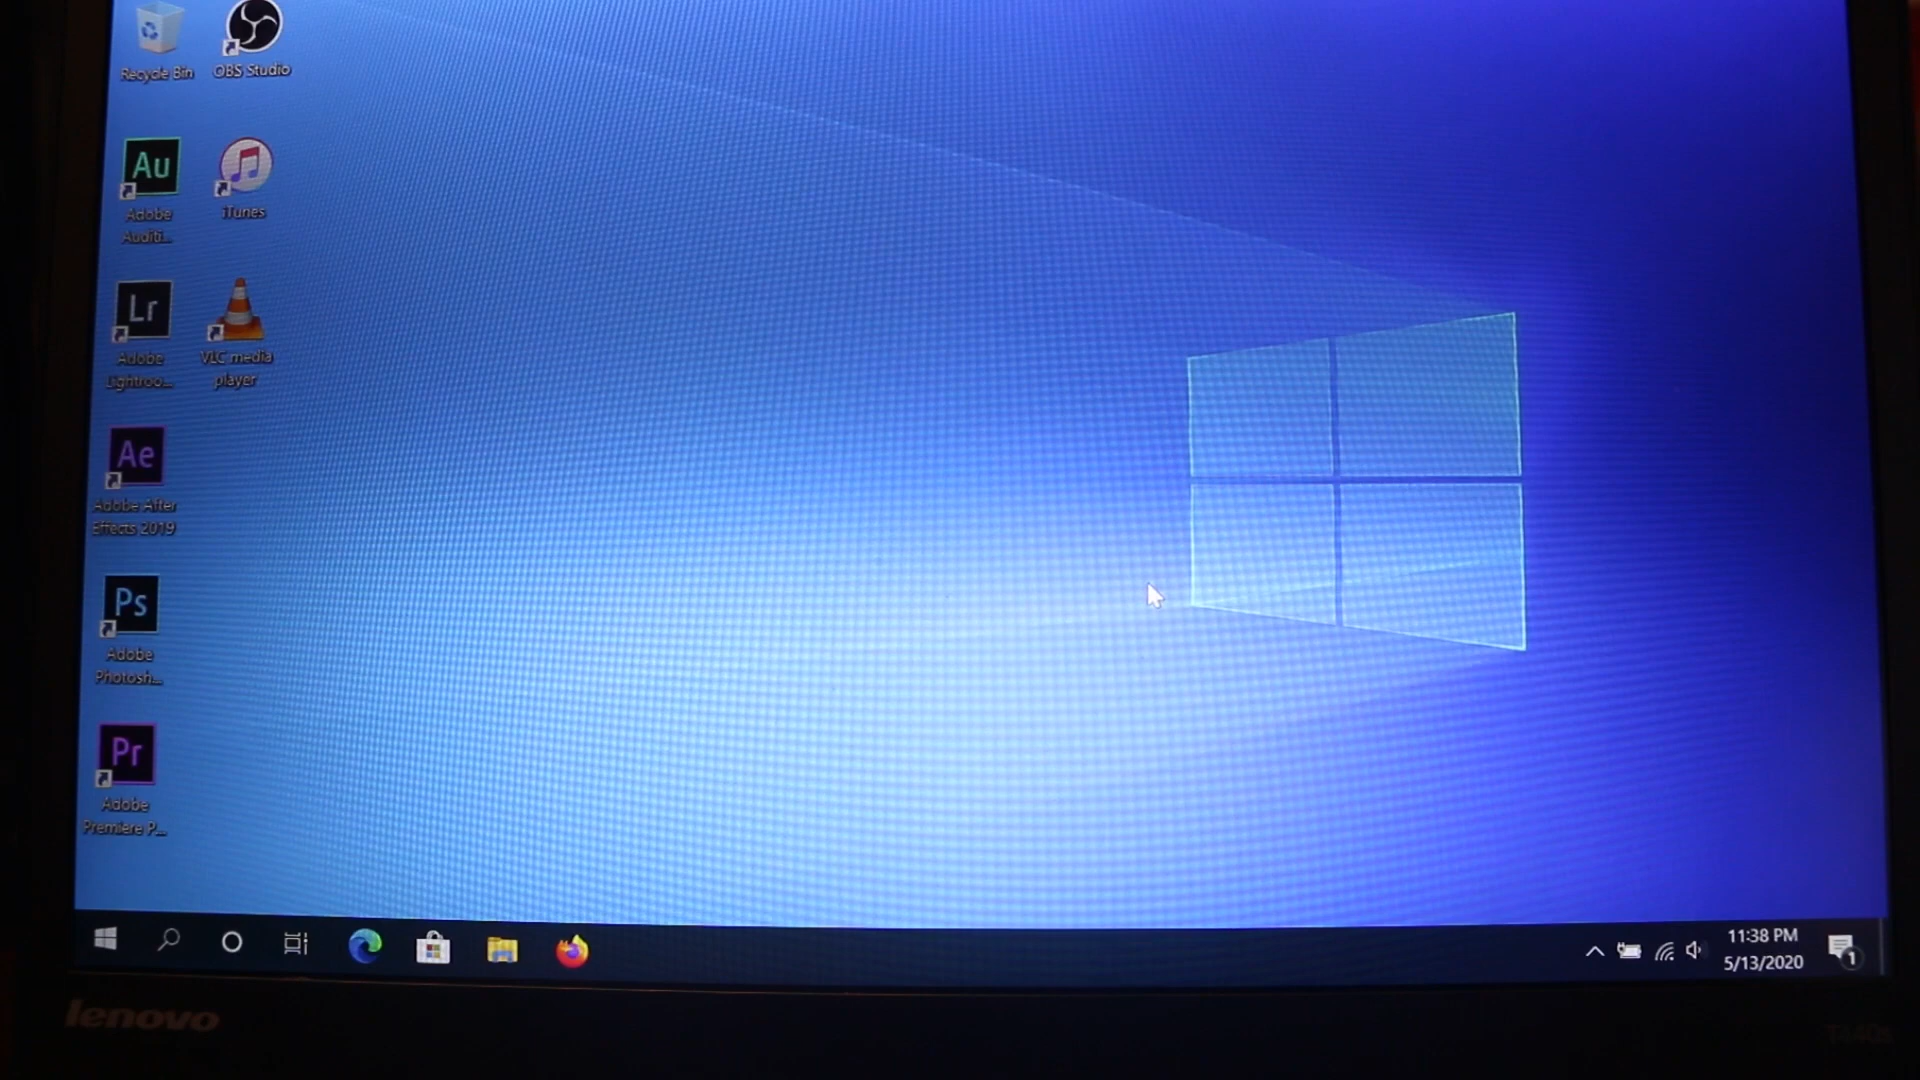 Recycle Bin
OBS Studio
Au
Adobe
Auditi...
iTunes
Lr
Adobe
Lightroo...
VLC media
player
Ae
Adobe After
Effects 2019
Ps
Adobe
Photosh...
Pr
Adobe
Premiere P...
11:38 PM
5/13/2020
1
lenovo
T440s